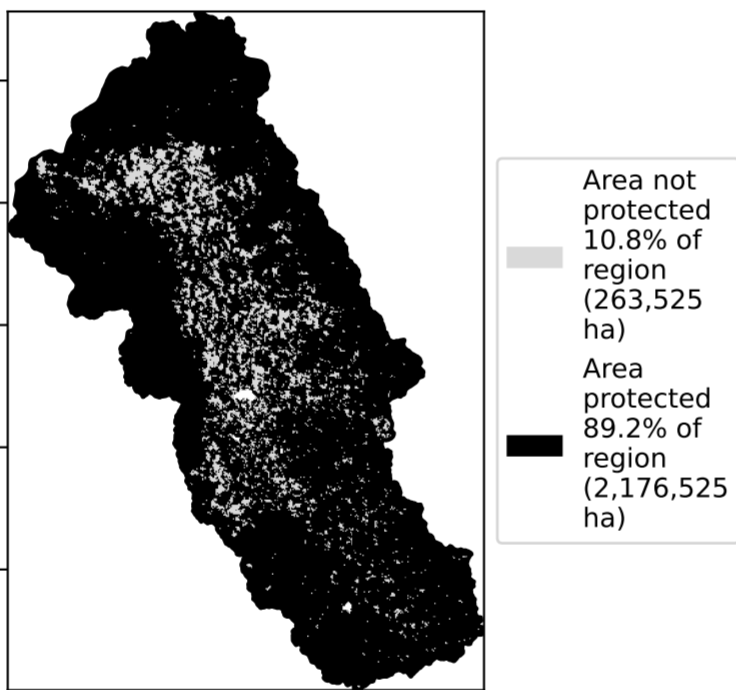 Area not
protected
10.8% of
region
(263,525
ha)
Area
protected
89.2% of
region
(2,176,525
ha)